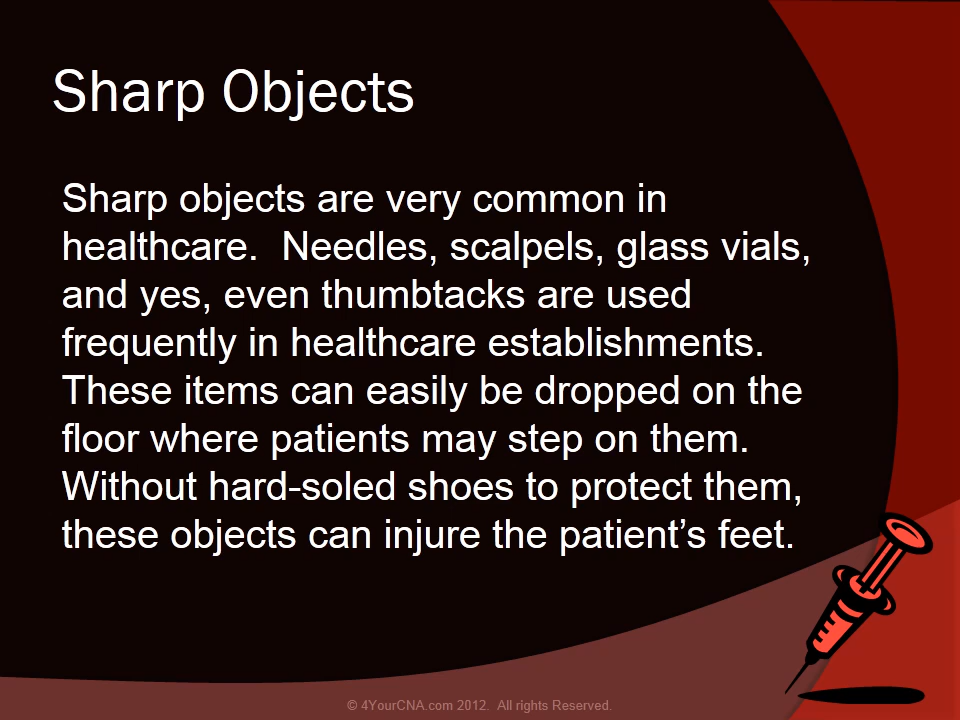 Sharp Objects
Sharp objects are very common in
healthcare.  Needles, scalpels, glass vials,
and yes, even thumbtacks are used
frequently in healthcare establishments.
These items can easily be dropped on the
floor where patients may step on them.
Without hard-soled shoes to protect them,
these objects can injure the patient’s feet.
© 4YourCNA.com 2012.  All rights Reserved.